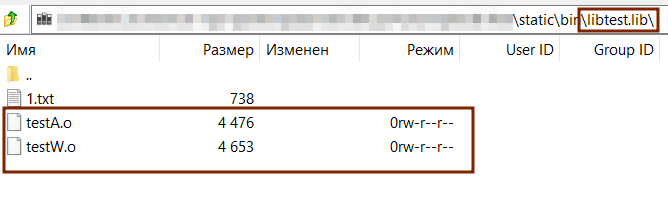 \static\bin\libtest.lib\
Имя Размер Изменен Режим User ID Group ID
..
1.txt 738
testA.o 4 476 0rw-r--r--
testW.o 4 653 0rw-r--r--